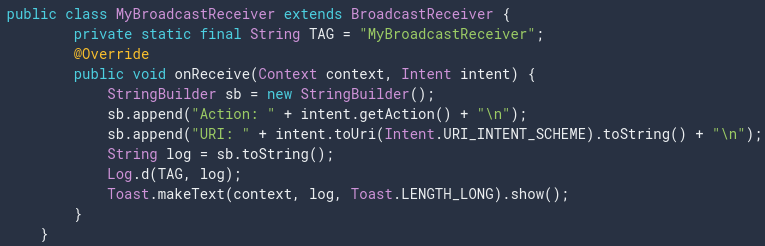 public class MyBroadcastReceiver extends BroadcastReceiver {
        private static final String TAG = "MyBroadcastReceiver";
        @Override
        public void onReceive(Context context, Intent intent) {
            StringBuilder sb = new StringBuilder();
            sb.append("Action: " + intent.getAction() + "\n");
            sb.append("URI: " + intent.toUri(Intent.URI_INTENT_SCHEME).toString() + "\n");
            String log = sb.toString();
            Log.d(TAG, log);
            Toast.makeText(context, log, Toast.LENGTH_LONG).show();
        }
    }